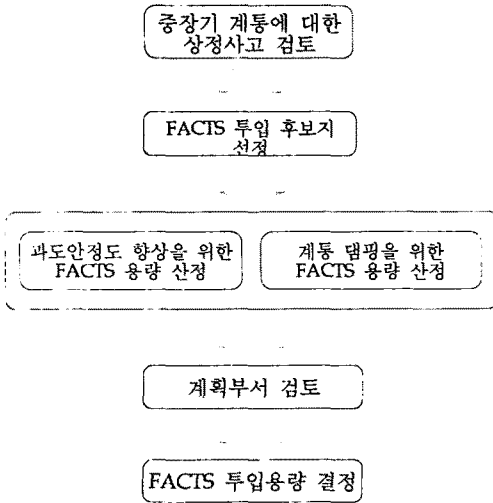 중장기 계통에 대한
상정사고 검토
FACTS 투입 후보지
선정
과도안정도 향상을 위한
FACTS 용량 산정
계통 댐핑을 위한
FACTS 용량 산정
계획부서 검토
FACTS 투입용량 결정